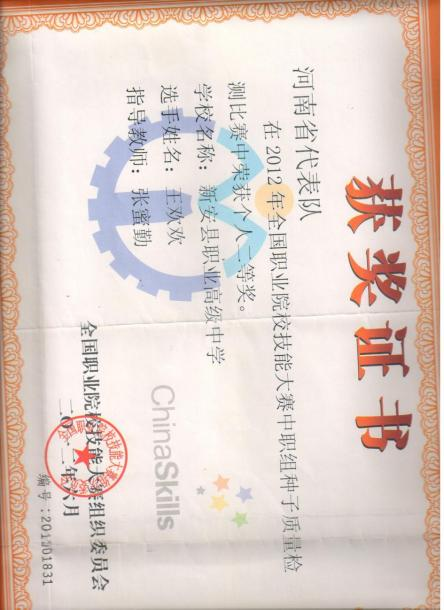 获奖证书
河南省代表队
在2012年全国职业院校技能大赛中职组种子质量检
测比赛中荣获个人二等奖。
学校名称：新安县职业高级中学
选手姓名：王欢欢
指导教师：张蜜勤
ChinaSkills
全国职业院校技能大赛组织委员会
二〇一二年六月
编号：201101831